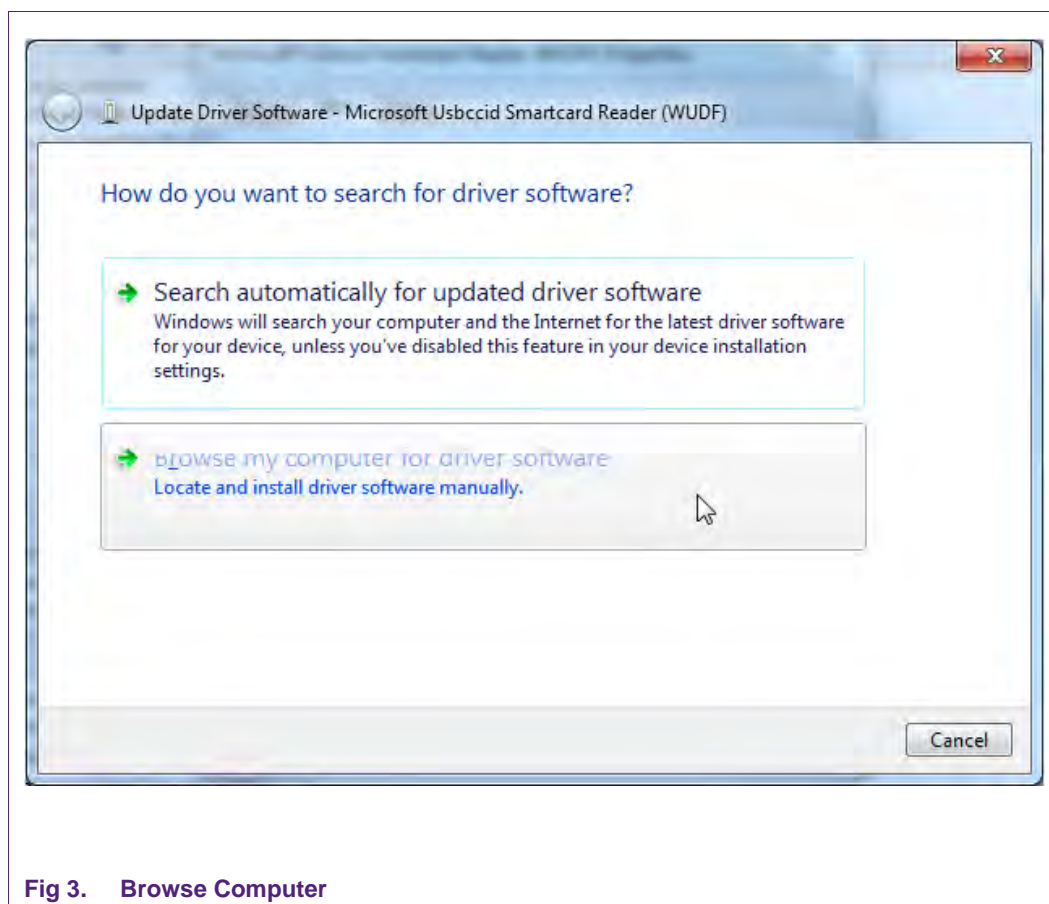 Update Driver Software - Microsoft Usbccid Smartcard Reader (WUDF)
How do you want to search for driver software?
Search automatically for updated driver software
Windows will search your computer and the Internet for the latest driver software
for your device, unless you've disabled this feature in your device installation
settings.
Browse my computer for driver software
Locate and install driver software manually.
Cancel
Fig 3. Browse Computer